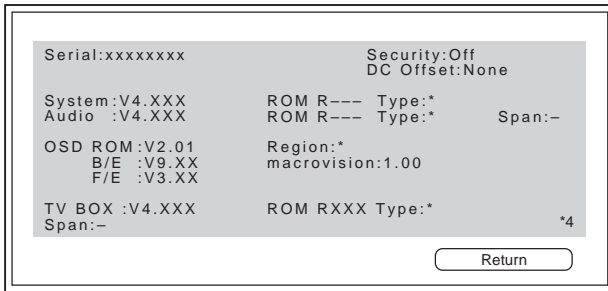 Serial:xxxxxxxx Security:Off
DC Offset:None
System:V4.XXX ROM R––– Type:*
Audio :V4.XXX ROM R––– Type:* Span:–
OSD ROM:V2.01 Region:*
B/E :V9.XX macrovision:1.00
F/E :V3.XX
TV BOX :V4.XXX ROM RXXX Type:*
Span:– *4
Return